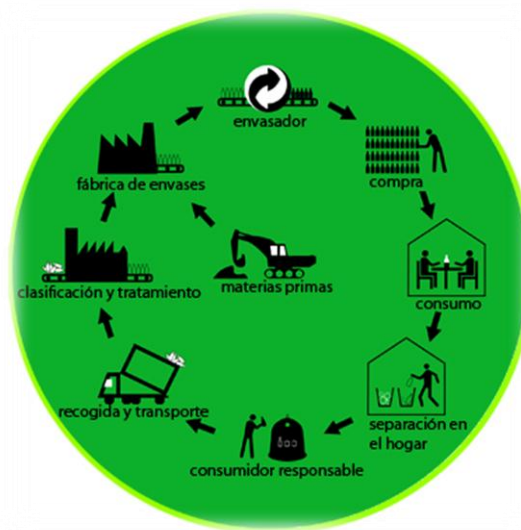 envasador
compra
consumo
separación en
el hogar
consumidor responsable
recogida y transporte
clasificación y tratamiento
fábrica de envases
materias primas